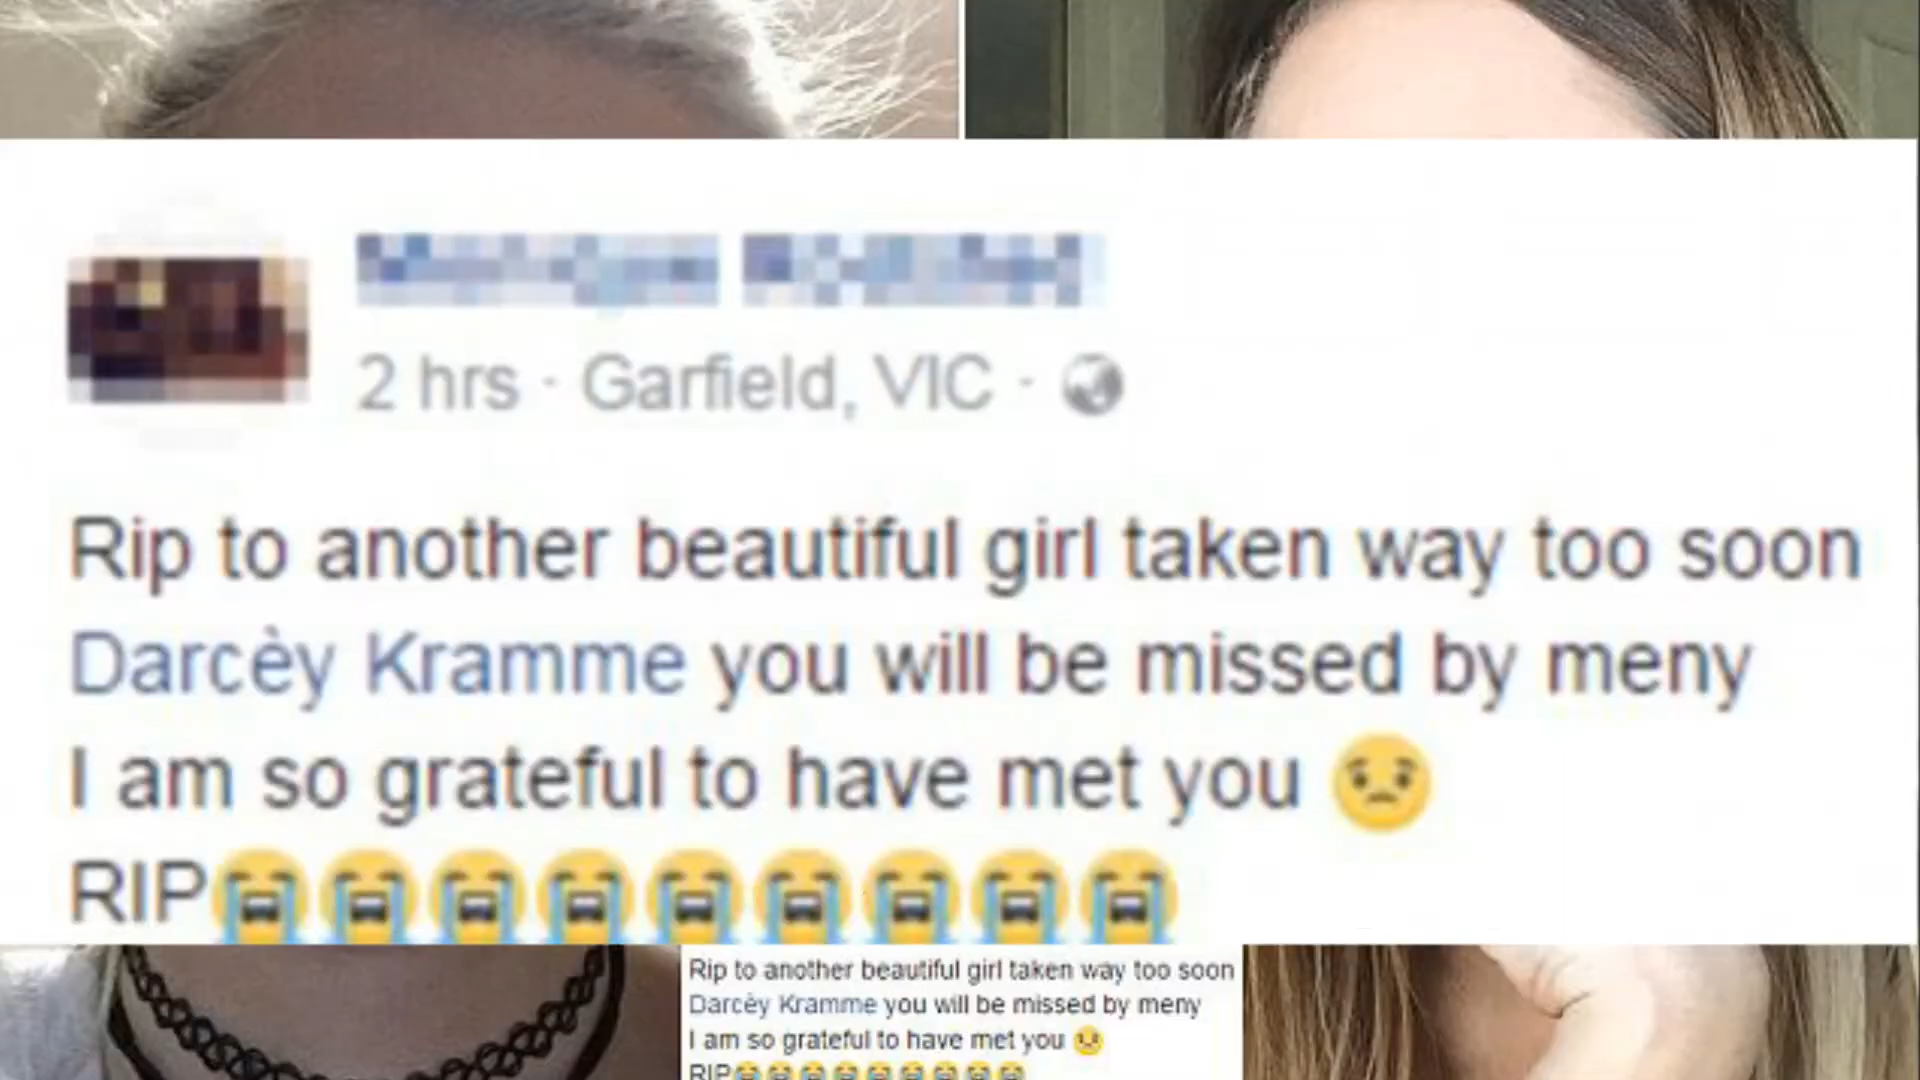 2 hrs · Garfield, VIC ·
Rip to another beautiful girl taken way too soon
Darcèy Kramme you will be missed by meny
I am so grateful to have met you 😟
RIP😭😭😭😭😭😭😭😭😭
Rip to another beautiful girl taken way too soon
Darcèy Kramme you will be missed by meny
I am so grateful to have met you 😟
RIP😭😭😭😭😭😭😭😭😭